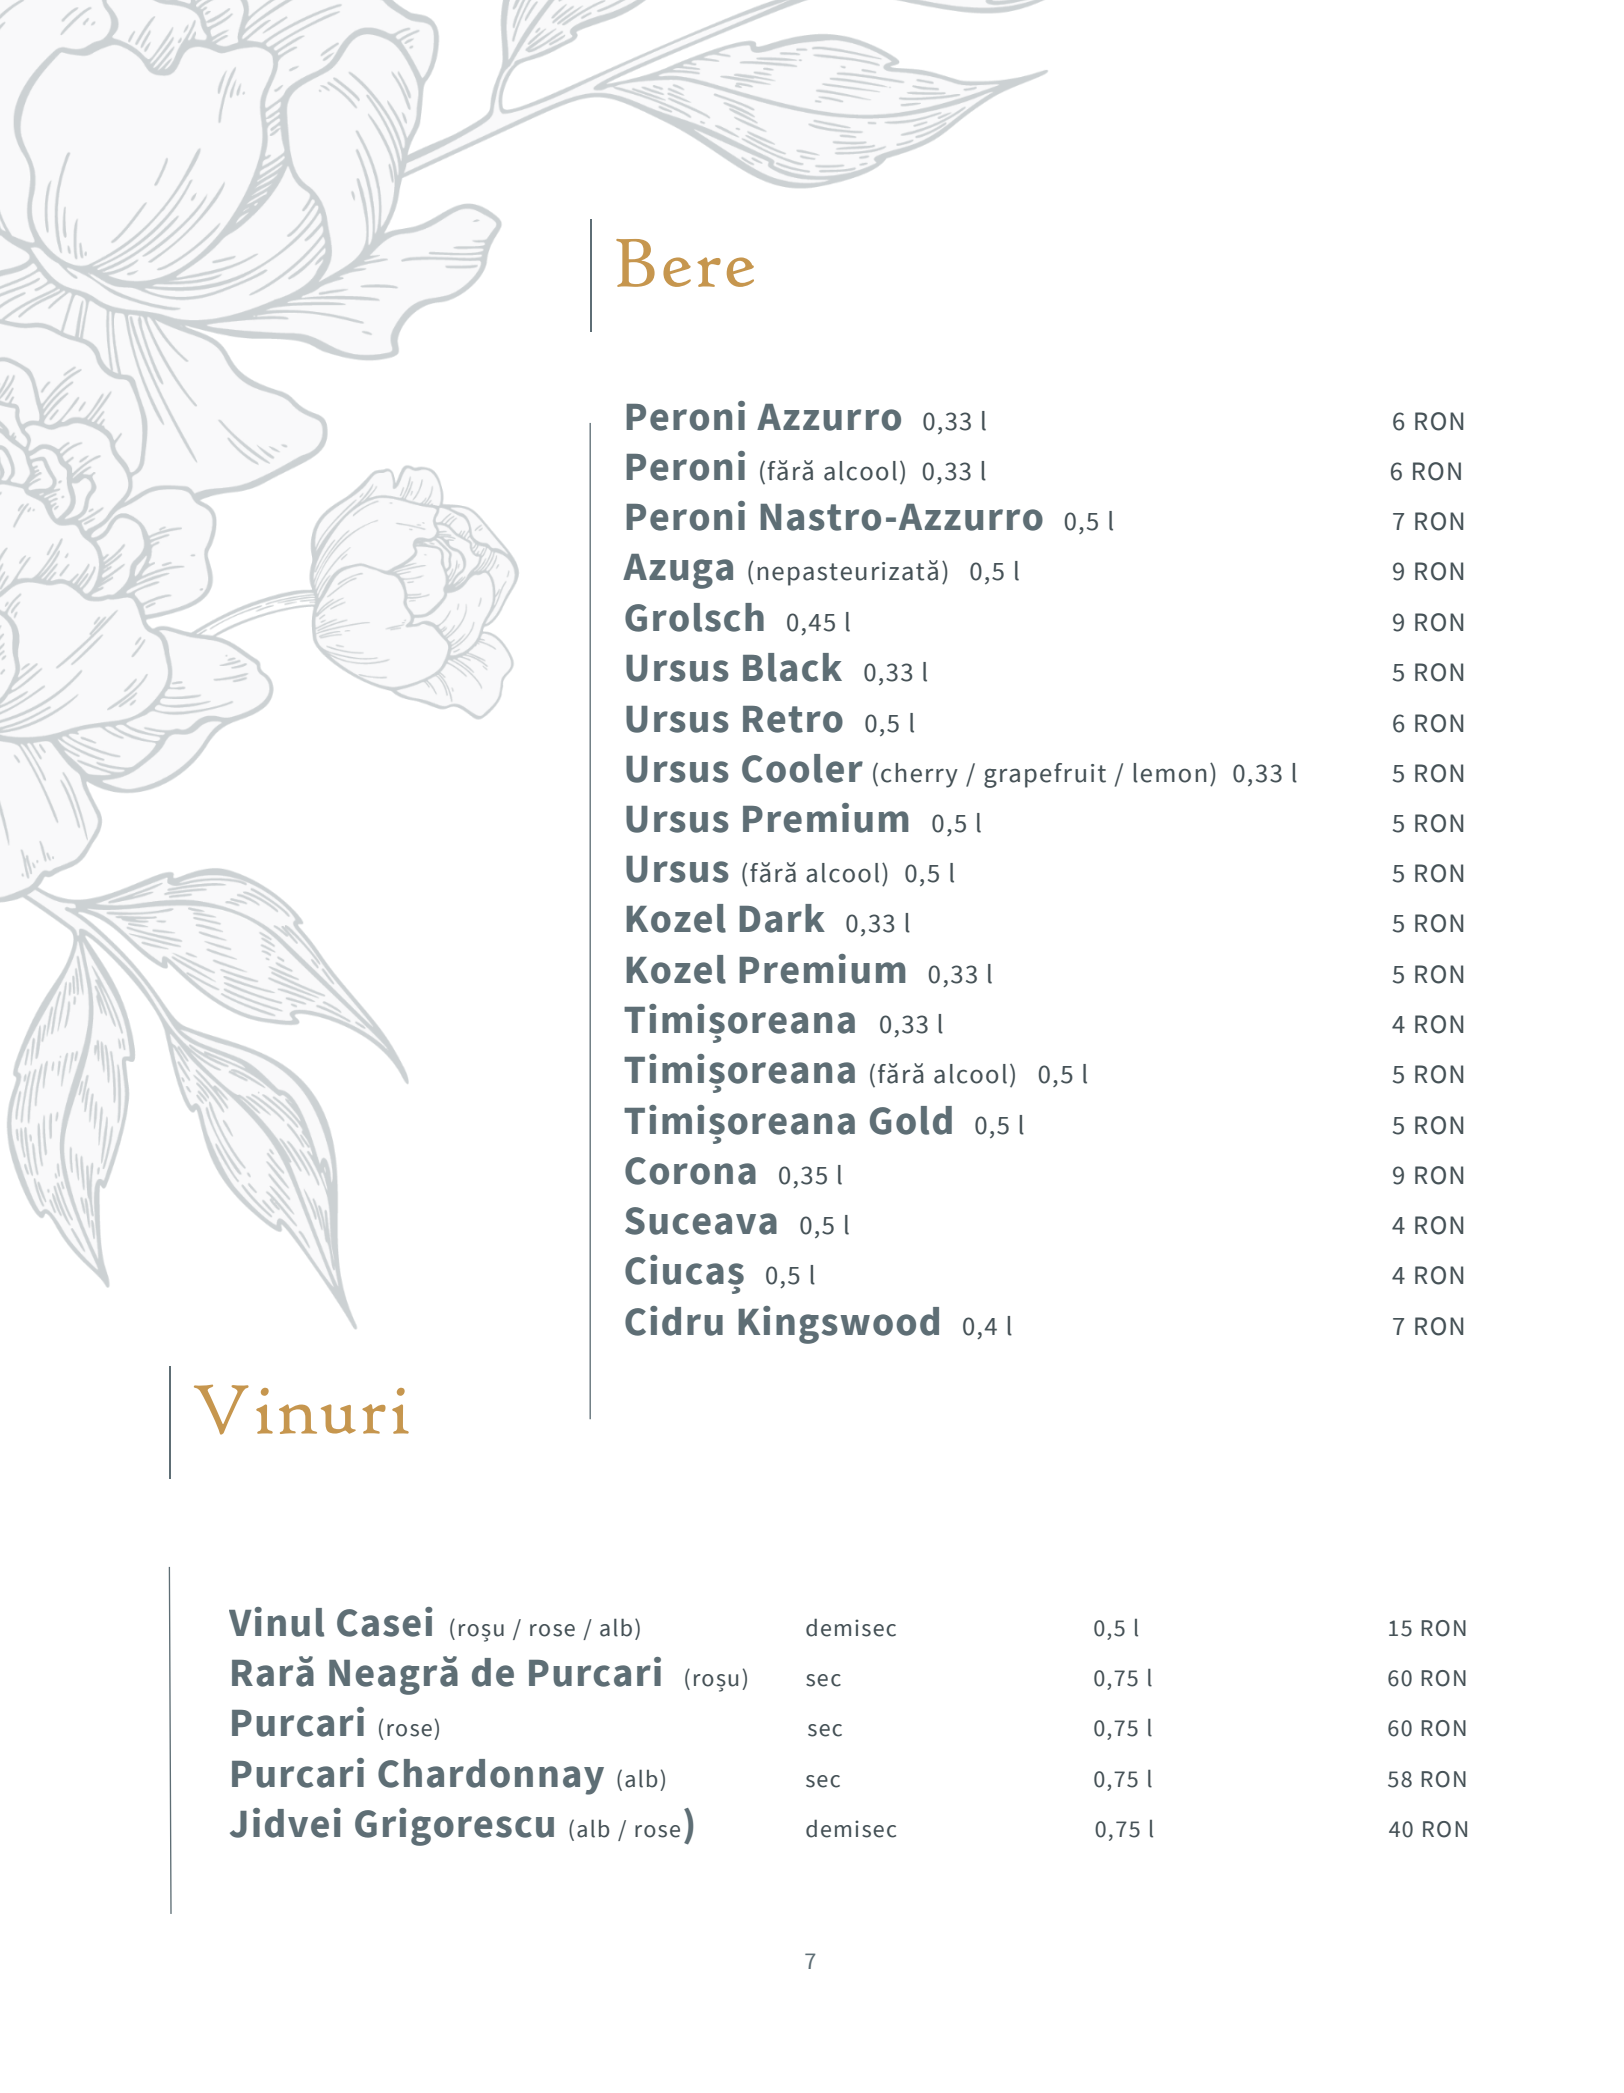 Bere
Peroni Azzurro 0,33 l 6 RON
Peroni (fără alcool) 0,33 l 6 RON
Peroni Nastro-Azzurro 0,5 l 7 RON
Azuga (nepasteurizată) 0,5 l 9 RON
Grolsch 0,45 l 9 RON
Ursus Black 0,33 l 5 RON
Ursus Retro 0,5 l 6 RON
Ursus Cooler (cherry / grapefruit / lemon) 0,33 l 5 RON
Ursus Premium 0,5 l 5 RON
Ursus (fără alcool) 0,5 l 5 RON
Kozel Dark 0,33 l 5 RON
Kozel Premium 0,33 l 5 RON
Timișoreana 0,33 l 4 RON
Timișoreana (fără alcool) 0,5 l 5 RON
Timișoreana Gold 0,5 l 5 RON
Corona 0,35 l 9 RON
Suceava 0,5 l 4 RON
Ciucaș 0,5 l 4 RON
Cidru Kingswood 0,4 l 7 RON
Vinuri
Vinul Casei (roșu / rose / alb) demisec 0,5 l 15 RON
Rară Neagră de Purcari (roșu) sec 0,75 l 60 RON
Purcari (rose) sec 0,75 l 60 RON
Purcari Chardonnay (alb) sec 0,75 l 58 RON
Jidvei Grigorescu (alb / rose) demisec 0,75 l 40 RON
7